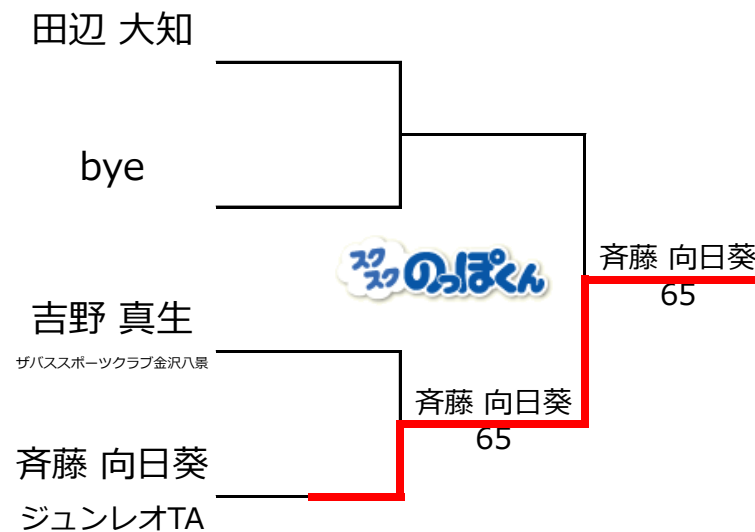 田辺 大知
bye
スクスク のっぽくん
斉藤 向日葵
65
吉野 真生
ザバススポーツクラブ金沢八景
斉藤 向日葵
65
斉藤 向日葵
ジュンレオTA